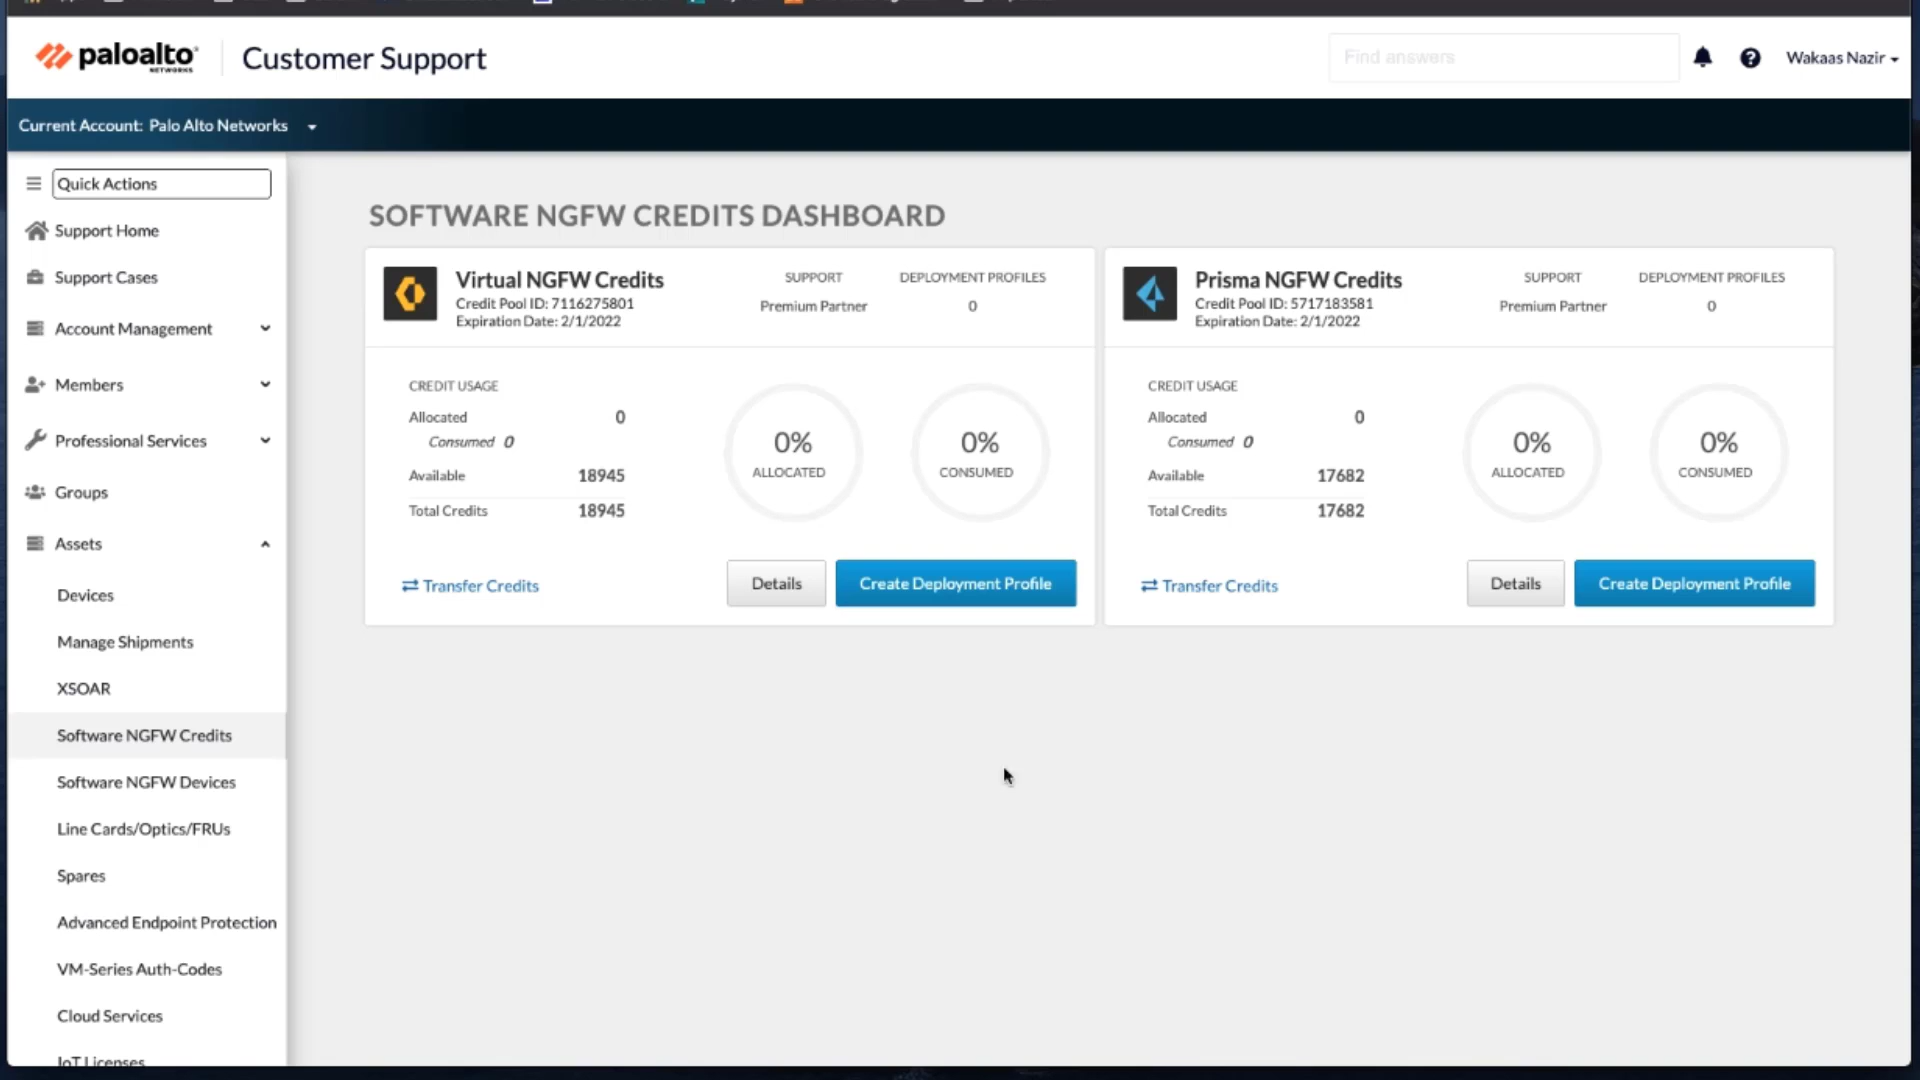 paloalto
NETWORKS
Customer Support
Find answers
Wakaas Nazir
Current Account: Palo Alto Networks
Quick Actions
Support Home
Support Cases
Account Management
Members
Professional Services
Groups
Assets
Devices
Manage Shipments
XSOAR
Software NGFW Credits
Software NGFW Devices
Line Cards/Optics/FRUs
Spares
Advanced Endpoint Protection
VM-Series Auth-Codes
Cloud Services
IoT Licenses
SOFTWARE NGFW CREDITS DASHBOARD
Virtual NGFW Credits
Credit Pool ID: 7116275801
Expiration Date: 2/1/2022
SUPPORT
Premium Partner
DEPLOYMENT PROFILES
0
CREDIT USAGE
Allocated 0
Consumed 0
Available 18945
Total Credits 18945
0%
ALLOCATED
0%
CONSUMED
Transfer Credits
Details
Create Deployment Profile
Prisma NGFW Credits
Credit Pool ID: 5717183581
Expiration Date: 2/1/2022
SUPPORT
Premium Partner
DEPLOYMENT PROFILES
0
CREDIT USAGE
Allocated 0
Consumed 0
Available 17682
Total Credits 17682
0%
ALLOCATED
0%
CONSUMED
Transfer Credits
Details
Create Deployment Profile